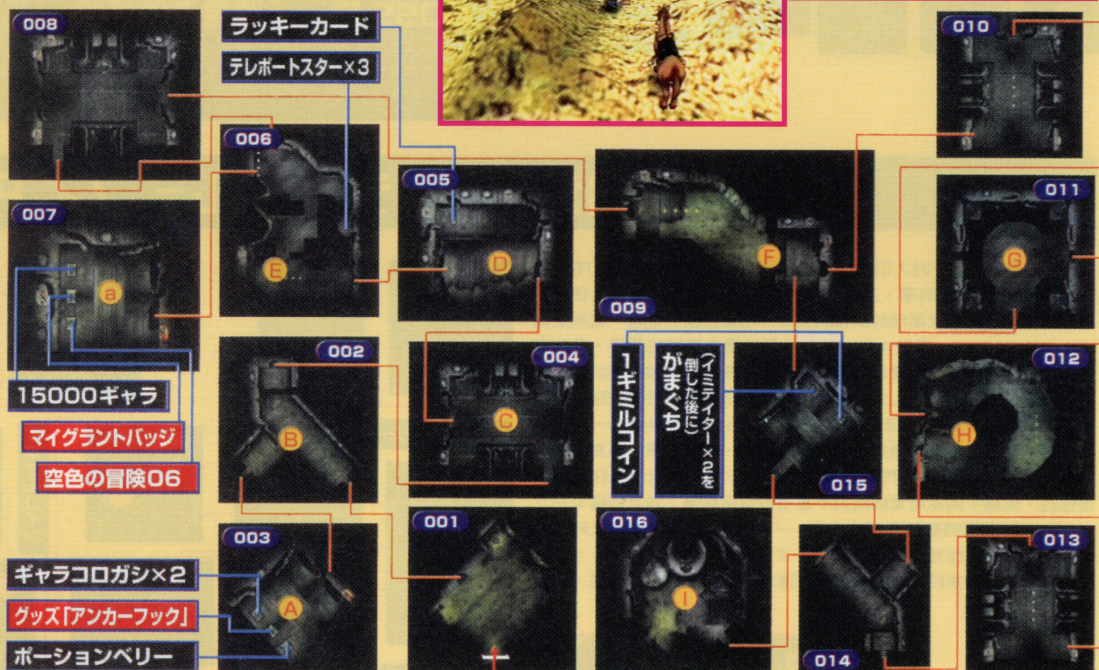 008
ラッキーカード
テレポートスター×3
010
006
005
011
007
E
D
F
G
a
009
002
004
012
15000ギャラ
マイグラントバッジ
空色の冒険06
B
C
1ギミルコイン
(イミテイター×2を
倒した後に)
がまぐち
H
015
003
001
016
013
ギャラコロガシ×2
グッズ「アンカーフック」
ポーションベリー
A
I
014